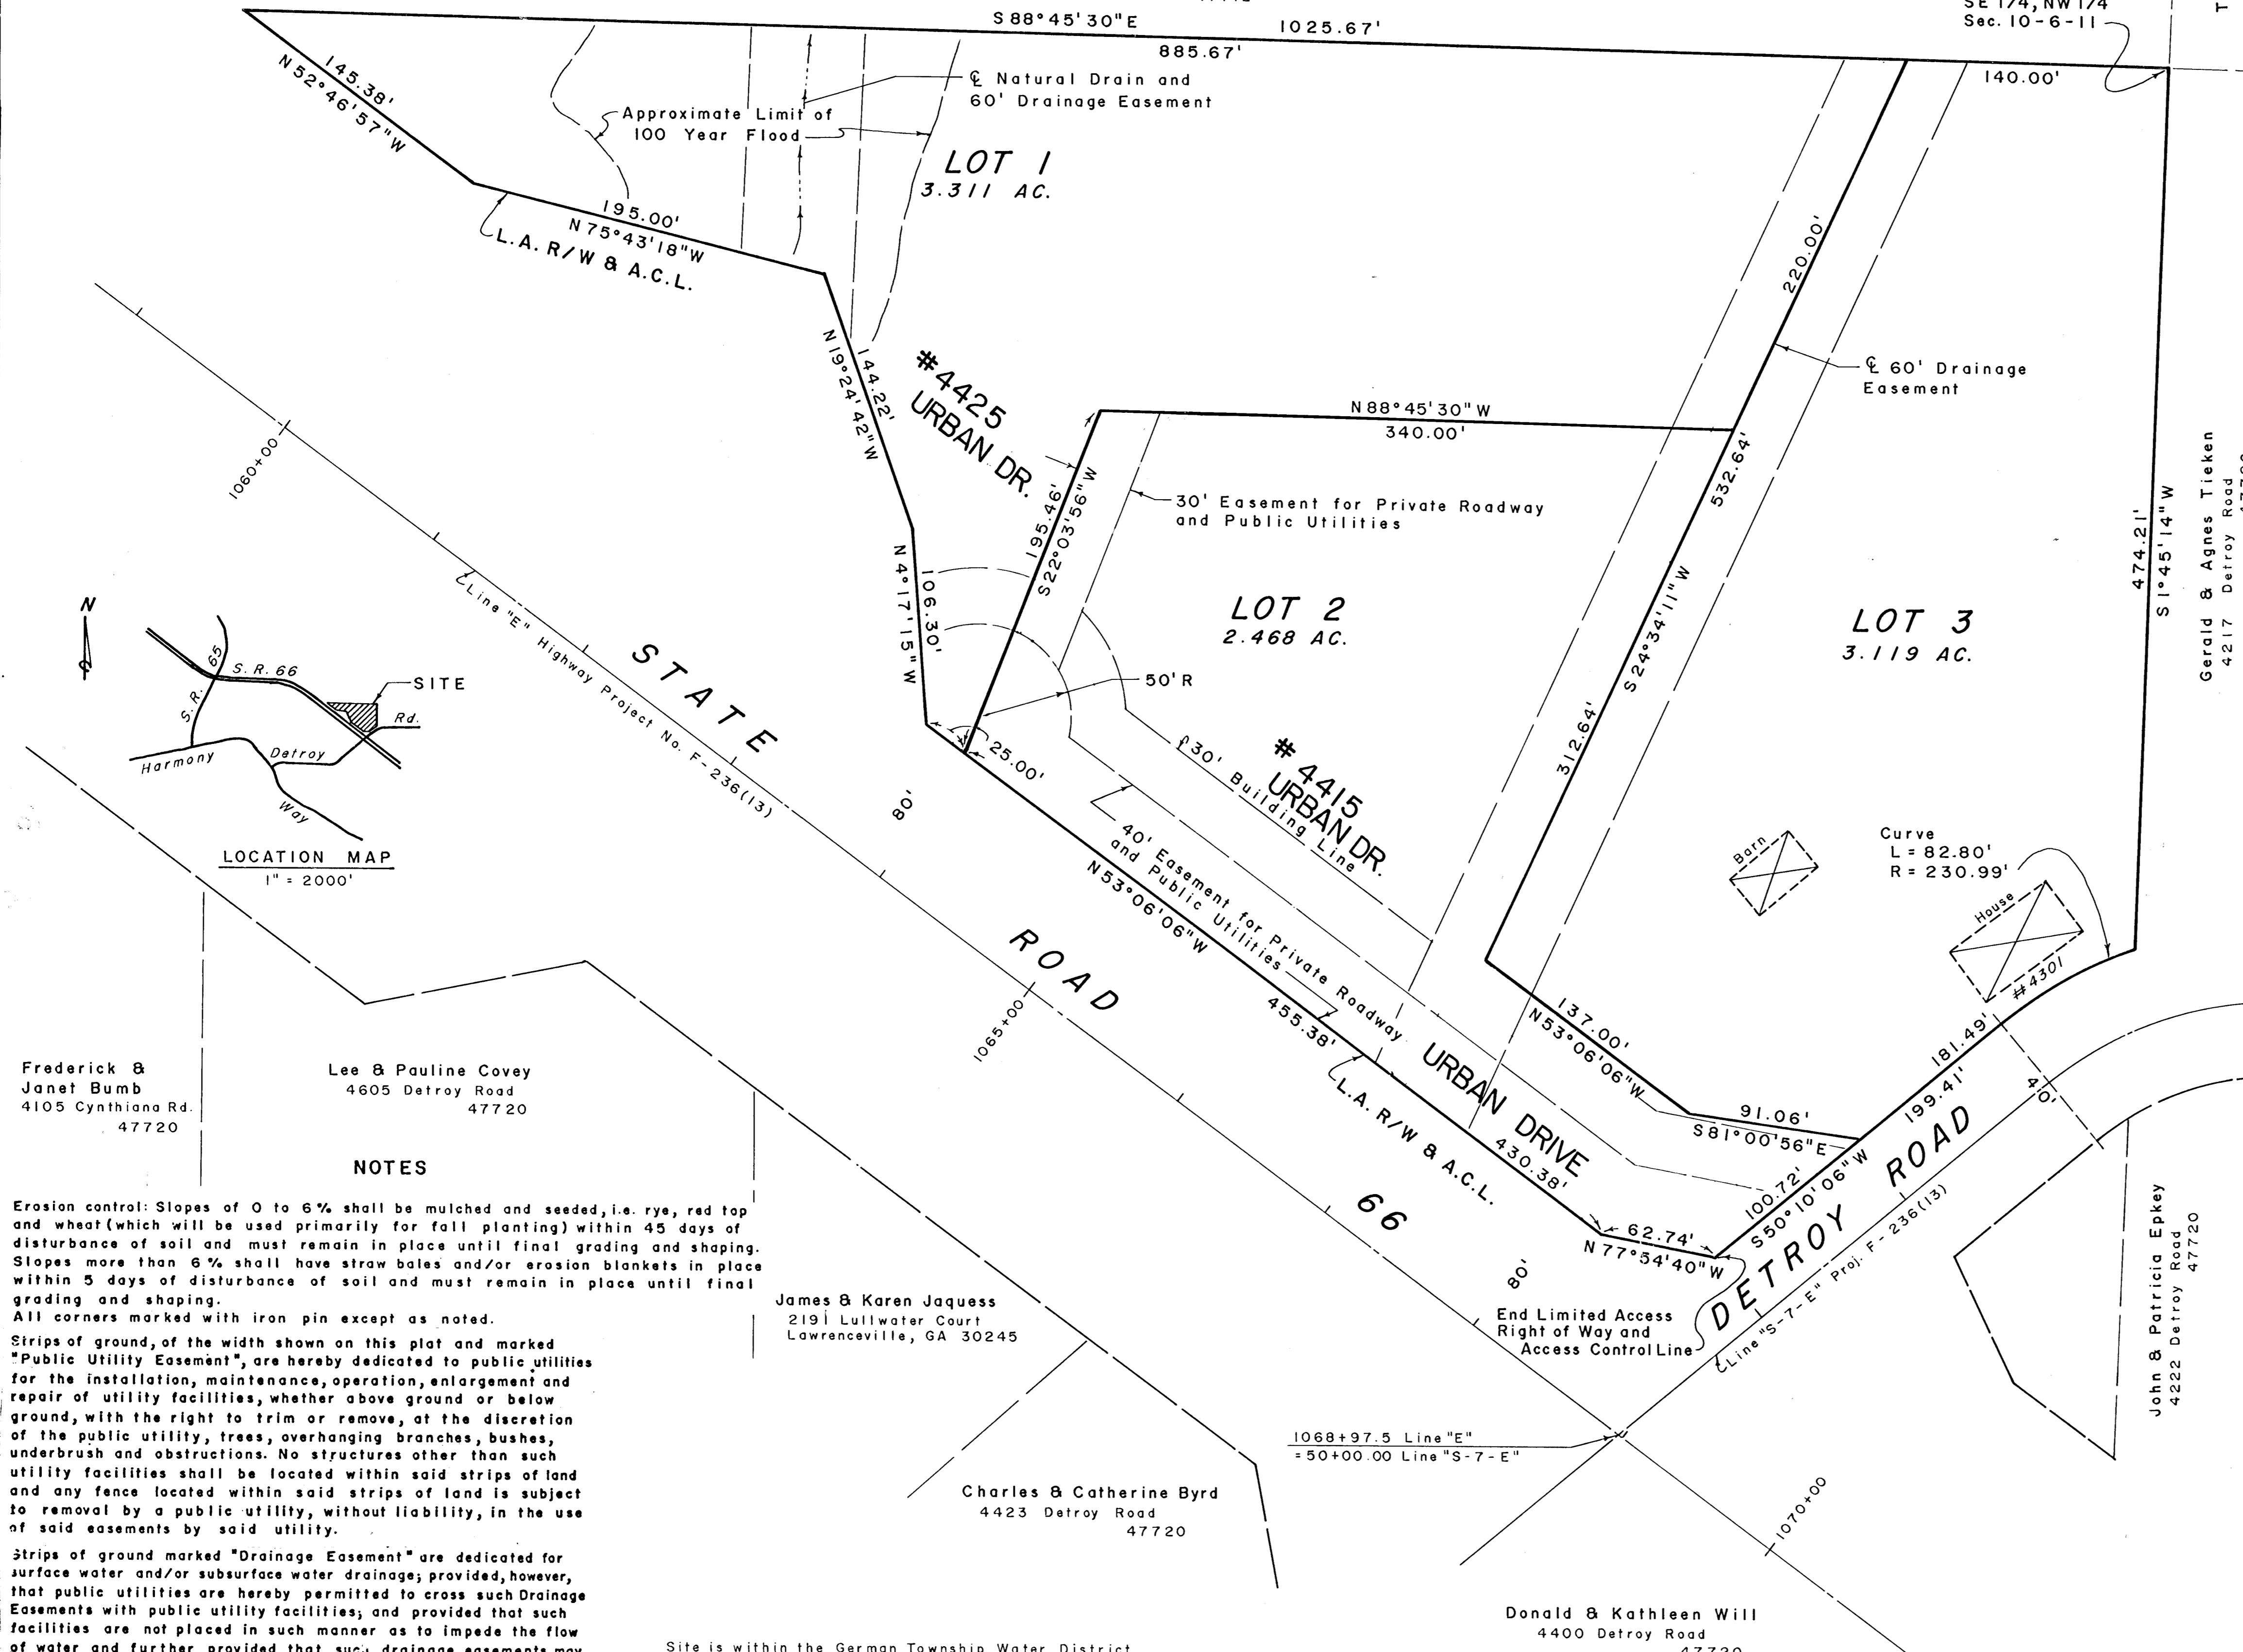 S 88°45'30"E
1025.67'
885.67'
140.00'
SE 1/4, NW 1/4
Sec. 10-6-11
T
145.38'
N 52°46'57"W
℄ Natural Drain and
60' Drainage Easement
Approximate Limit of
100 Year Flood
LOT 1
3.311 AC.
195.00'
N 75°43'18"W
L.A. R/W & A.C.L.
144.22'
N 19°24'42"W
#4425
URBAN DR.
220.00'
℄ 60' Drainage
Easement
N 88°45'30"W
340.00'
532.64'
195.46'
S 22°03'56"W
30' Easement for Private Roadway
and Public Utilities
474.21'
S 1°45'14"W
Gerald & Agnes Tieken
4217 Detroy Road
1060+00
106.30'
N 4°17'15"W
LOT 2
2.468 AC.
S 24°34'11"W
312.64'
LOT 3
3.119 AC.
Line "E" Highway Project No. F-236(13)
STATE
ROAD
66
N
S.R. 66
S.R.
65
SITE
Rd.
Harmony
Detroy
Way
LOCATION MAP
1" = 2000'
50' R
25.00'
80'
30' Building Line
# 4415
URBAN DR.
40' Easement for Private Roadway
and Public Utilities
N 53°06'06"W
455.38'
Barn
Curve
L = 82.80'
R = 230.99'
House
#4301
137.00'
N 53°06'06"W
91.06'
S 81°00'56"E
181.49'
199.41'
40'
1065+00
URBAN DRIVE
L.A. R/W & A.C.L.
430.38'
62.74'
N 77°54'40"W
100.72'
S 50°10'06"W
DETROY ROAD
Line "S-7-E" Proj. F-236(13)
80'
End Limited Access
Right of Way and
Access Control Line
1068+97.5 Line "E"
= 50+00.00 Line "S-7-E"
1070+00
Frederick &
Janet Bumb
4105 Cynthiana Rd.
47720
Lee & Pauline Covey
4605 Detroy Road
47720
James & Karen Jaquess
2191 Lullwater Court
Lawrenceville, GA 30245
Charles & Catherine Byrd
4423 Detroy Road
47720
Donald & Kathleen Will
4400 Detroy Road
47720
John & Patricia Epkey
4222 Detroy Road
47720
NOTES
Erosion control: Slopes of 0 to 6% shall be mulched and seeded, i.e. rye, red top
and wheat (which will be used primarily for fall planting) within 45 days of
disturbance of soil and must remain in place until final grading and shaping.
Slopes more than 6% shall have straw bales and/or erosion blankets in place
within 5 days of disturbance of soil and must remain in place until final
grading and shaping.
All corners marked with iron pin except as noted.
Strips of ground, of the width shown on this plat and marked
"Public Utility Easement", are hereby dedicated to public utilities
for the installation, maintenance, operation, enlargement and
repair of utility facilities, whether above ground or below
ground, with the right to trim or remove, at the discretion
of the public utility, trees, overhanging branches, bushes,
underbrush and obstructions. No structures other than such
utility facilities shall be located within said strips of land
and any fence located within said strips of land is subject
to removal by a public utility, without liability, in the use
of said easements by said utility.
Strips of ground marked "Drainage Easement" are dedicated for
surface water and/or subsurface water drainage; provided, however,
that public utilities are hereby permitted to cross such Drainage
Easements with public utility facilities; and provided that such
facilities are not placed in such manner as to impede the flow
of water and further provided that such drainage easements may
Site is within the German Township Water District